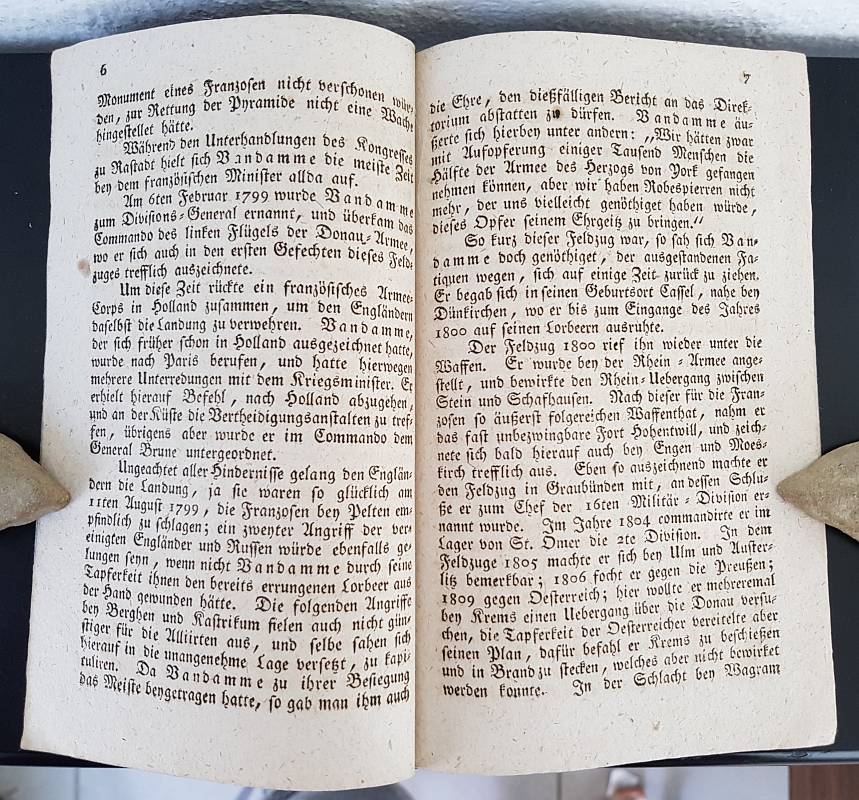 6
Monument eines Franzosen nicht verschonen wür-
den, zur Rettung der Pyramide nicht eine Wache
hingestellet hätte.
Während den Unterhandlungen des Kongresses
zu Rastadt hielt sich Vandamme die meiste Zeit
bey dem französischen Minister allda auf.
Am 6ten Februar 1799 wurde Vandamme
zum Divisions-General ernannt, und überkam das
Commando des linken Flügels der Donau-Armee,
wo er sich auch in den ersten Gefechten dieses Feld-
zuges trefflich auszeichnete.
Um diese Zeit rückte ein französisches Armee-
Corps in Holland zusammen, um den Engländern
daselbst die Landung zu verwehren. Vandamme,
der sich früher schon in Holland ausgezeichnet hatte,
wurde nach Paris berufen, und hatte hierwegen
mehrere Unterredungen mit dem Kriegsminister. Er
erhielt hierauf Befehl, nach Holland abzugehen,
und an der Küste die Vertheidigungsanstalten zu tref-
fen, übrigens aber wurde er im Commando dem
General Brune untergeordnet.
Ungeachtet aller Hindernisse gelang den Englän-
dern die Landung, ja sie waren so glücklich am
11ten August 1799, die Franzosen bey Pelten em-
pfindlich zu schlagen; ein zweyter Angriff der ver-
einigten Engländer und Russen würde ebenfalls ge-
lungen seyn, wenn nicht Vandamme durch seine
Tapferkeit ihnen den bereits errungenen Lorbeer aus
der Hand gewunden hätte. Die folgenden Angriffe
bey Berghen und Kastrikum fielen auch nicht gün-
stiger für die Alliirten aus, und selbe sahen sich
hierauf in die unangenehme Lage versetzt, zu kapi-
tuliren. Da Vandamme zu ihrer Besiegung
das Meiste beygetragen hatte, so gab man ihm auch
7
die Ehre, den dießfälligen Bericht an das Direk-
torium abstatten zu dürfen. Vandamme äu-
ßerte sich hierbey unter andern: „Wir hätten zwar
mit Aufopferung einiger Tausend Menschen die
Hälfte der Armee des Herzogs von York gefangen
nehmen können, aber wir haben Robespierren nicht
mehr, der uns vielleicht genöthiget haben würde,
dieses Opfer seinem Ehrgeitz zu bringen.“
So kurz dieser Feldzug war, so sah sich Van-
damme doch genöthiget, der ausgestandenen Fa-
tiquen wegen, sich auf einige Zeit zurück zu ziehen.
Er begab sich in seinen Geburtsort Cassel, nahe bey
Dünkirchen, wo er bis zum Eingange des Jahres
1800 auf seinen Lorbeern ausruhte.
Der Feldzug 1800 rief ihn wieder unter die
Waffen. Er wurde bey der Rhein-Armee ange-
stellt, und bewirkte den Rhein-Uebergang zwischen
Stein und Schafhausen. Nach dieser für die Fran-
zosen so äußerst folgereichen Waffenthat, nahm er
das fast unbezwingbare Fort Hohentwill, und zeich-
nete sich bald hierauf auch bey Engen und Moes-
kirch trefflich aus. Eben so auszeichend machte er
den Feldzug in Graubünden mit, an dessen Schlu-
ße er zum Chef der 16ten Militär-Division er-
nannt wurde. Im Jahre 1804 commandirte er im
Lager von St. Omer die 2te Division. In dem
Feldzuge 1805 machte er sich bey Ulm und Auster-
litz bemerkbar; 1806 focht er gegen die Preußen;
1809 gegen Oesterreich; hier wollte er mehreremal
bey Krems einen Uebergang über die Donau versu-
chen, die Tapferkeit der Oesterreicher vereitelte aber
seinen Plan, dafür befahl er Krems zu beschießen
und in Brand zu stecken, welches aber nicht bewirket
werden konnte. In der Schlacht bey Wagram